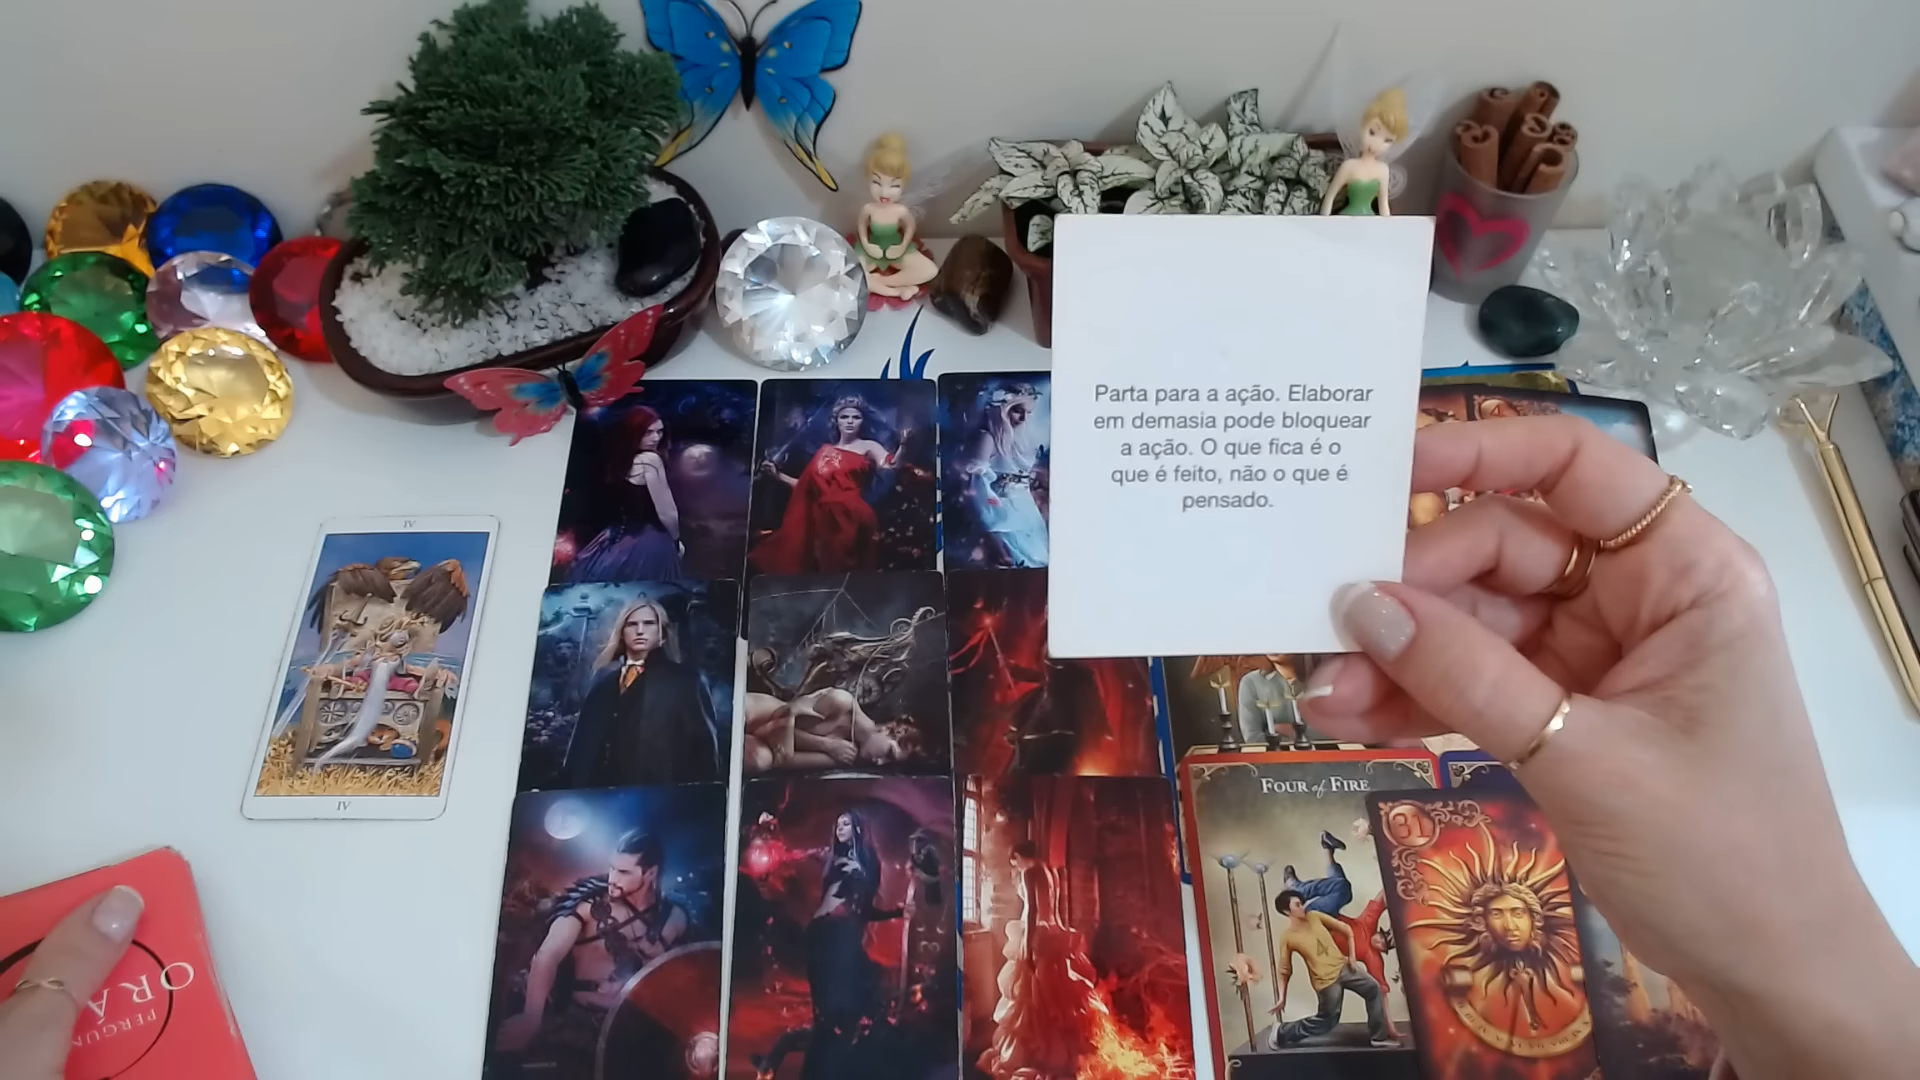 Parta para a ação. Elaborar
em demasia pode bloquear
a ação. O que fica é o
que é feito, não o que é
pensado.
IV
IV
FOUR of FIRE
31
4
ORÁ
PERGUN